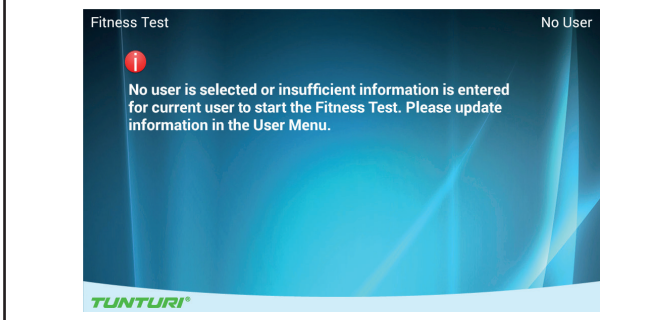 Fitness Test No User
No user is selected or insufficient information is entered
for current user to start the Fitness Test. Please update
information in the User Menu.
TUNTURI®